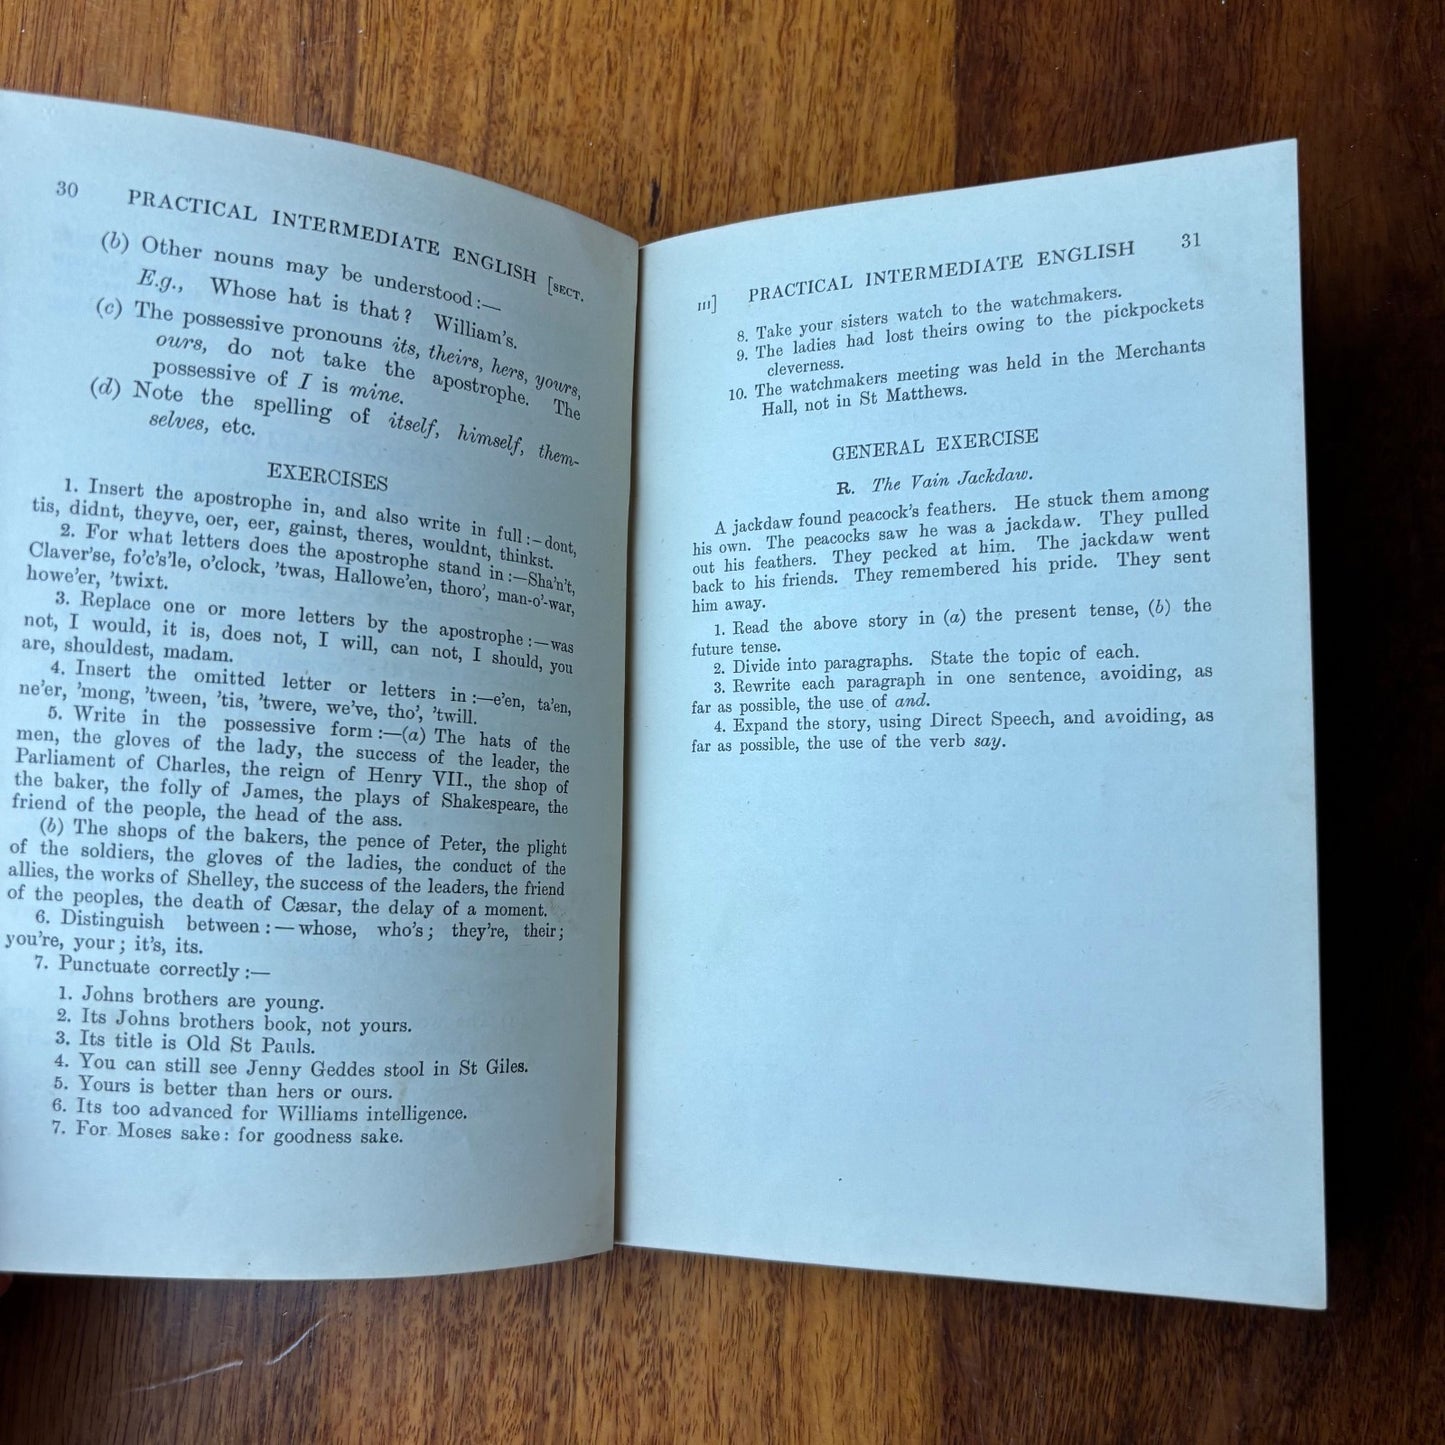 30 PRACTICAL INTERMEDIATE ENGLISH [SECT.
(b) Other nouns may be understood:—
E.g., Whose hat is that? William's.
(c) The possessive pronouns its, theirs, hers, yours,
ours, do not take the apostrophe. The
possessive of I is mine.
(d) Note the spelling of itself, himself, them-
selves, etc.
EXERCISES
1. Insert the apostrophe in, and also write in full:—dont,
tis, didnt, theyve, oer, eer, gainst, theres, wouldnt, thinkst.
2. For what letters does the apostrophe stand in:—Sha'n't,
Claver'se, fo'c's'le, o'clock, 'twas, Hallowe'en, thoro', man-o'-war,
howe'er, 'twixt.
3. Replace one or more letters by the apostrophe:—was
not, I would, it is, does not, I will, can not, I should, you
are, shouldest, madam.
4. Insert the omitted letter or letters in:—e'en, ta'en,
ne'er, 'mong, 'tween, 'tis, 'twere, we've, tho', 'twill.
5. Write in the possessive form:—(a) The hats of the
men, the gloves of the lady, the success of the leader, the
Parliament of Charles, the reign of Henry VII., the shop of
the baker, the folly of James, the plays of Shakespeare, the
friend of the people, the head of the ass.
(b) The shops of the bakers, the pence of Peter, the plight
of the soldiers, the gloves of the ladies, the conduct of the
allies, the works of Shelley, the success of the leaders, the friend
of the peoples, the death of Cæsar, the delay of a moment.
6. Distinguish between:—whose, who's; they're, their;
you're, your; it's, its.
7. Punctuate correctly:—
1. Johns brothers are young.
2. Its Johns brothers book, not yours.
3. Its title is Old St Pauls.
4. You can still see Jenny Geddes stool in St Giles.
5. Yours is better than hers or ours.
6. Its too advanced for Williams intelligence.
7. For Moses sake: for goodness sake.
III] PRACTICAL INTERMEDIATE ENGLISH 31
8. Take your sisters watch to the watchmakers.
9. The ladies had lost theirs owing to the pickpockets
cleverness.
10. The watchmakers meeting was held in the Merchants
Hall, not in St Matthews.
GENERAL EXERCISE
R. The Vain Jackdaw.
A jackdaw found peacock's feathers. He stuck them among
his own. The peacocks saw he was a jackdaw. They pulled
out his feathers. They pecked at him. The jackdaw went
back to his friends. They remembered his pride. They sent
him away.
1. Read the above story in (a) the present tense, (b) the
future tense.
2. Divide into paragraphs. State the topic of each.
3. Rewrite each paragraph in one sentence, avoiding, as
far as possible, the use of and.
4. Expand the story, using Direct Speech, and avoiding, as
far as possible, the use of the verb say.